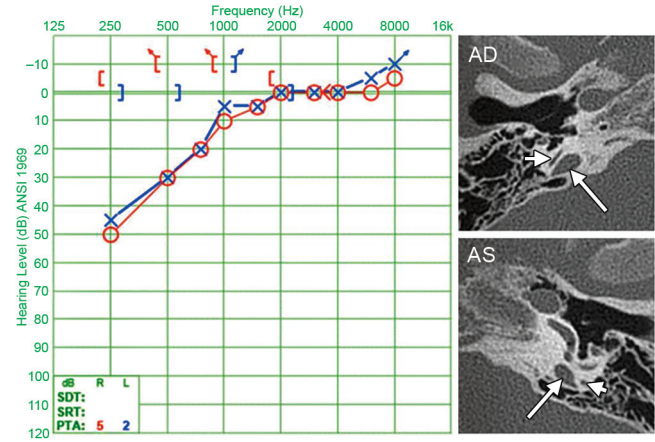 Frequency (Hz)
125 250 500 1000 2000 4000 8000 16k
Hearing Level (dB) ANSI 1969
–10
0
10
20
30
40
50
60
70
80
90
100
110
120
dB R L
SDT:
SRT:
PTA: 5 2
AD
AS